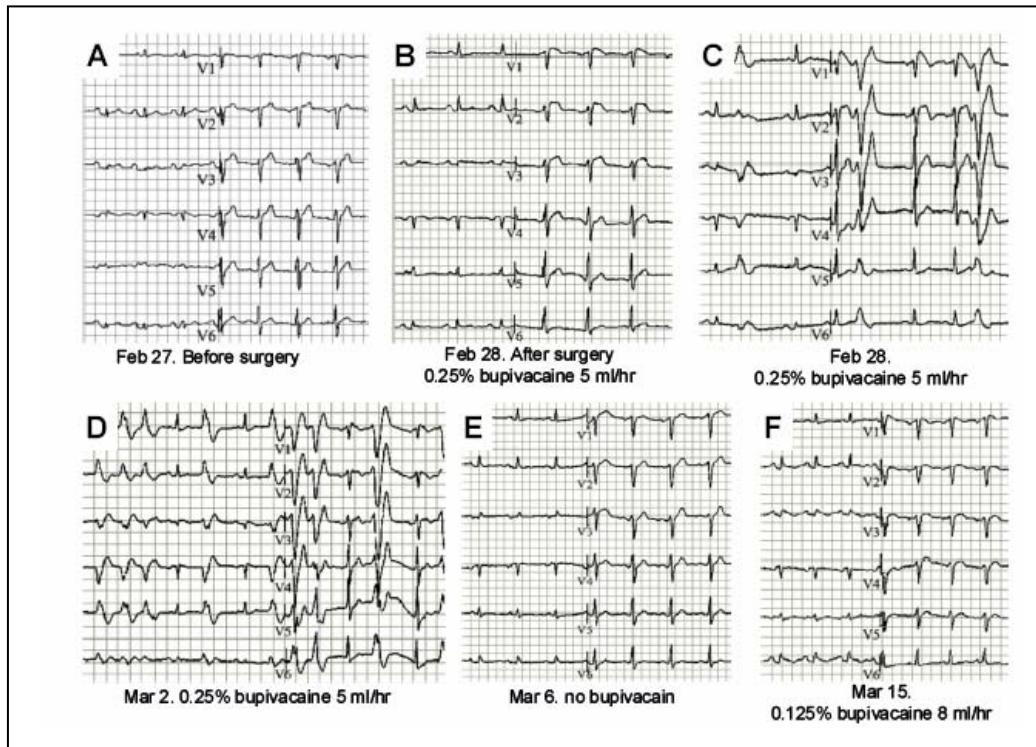 A
V1
V2
V3
V4
V5
V6
Feb 27. Before surgery
B
V1
V2
V3
V4
V5
V6
Feb 28. After surgery
0.25% bupivacaine 5 ml/hr
C
V1
V2
V3
V4
V5
V6
Feb 28.
0.25% bupivacaine 5 ml/hr
D
V1
V2
V3
V4
V5
V6
Mar 2. 0.25% bupivacaine 5 ml/hr
E
V1
V2
V3
V4
V5
V6
Mar 6. no bupivacain
F
V1
V2
V3
V4
V5
V6
Mar 15.
0.125% bupivacaine 8 ml/hr